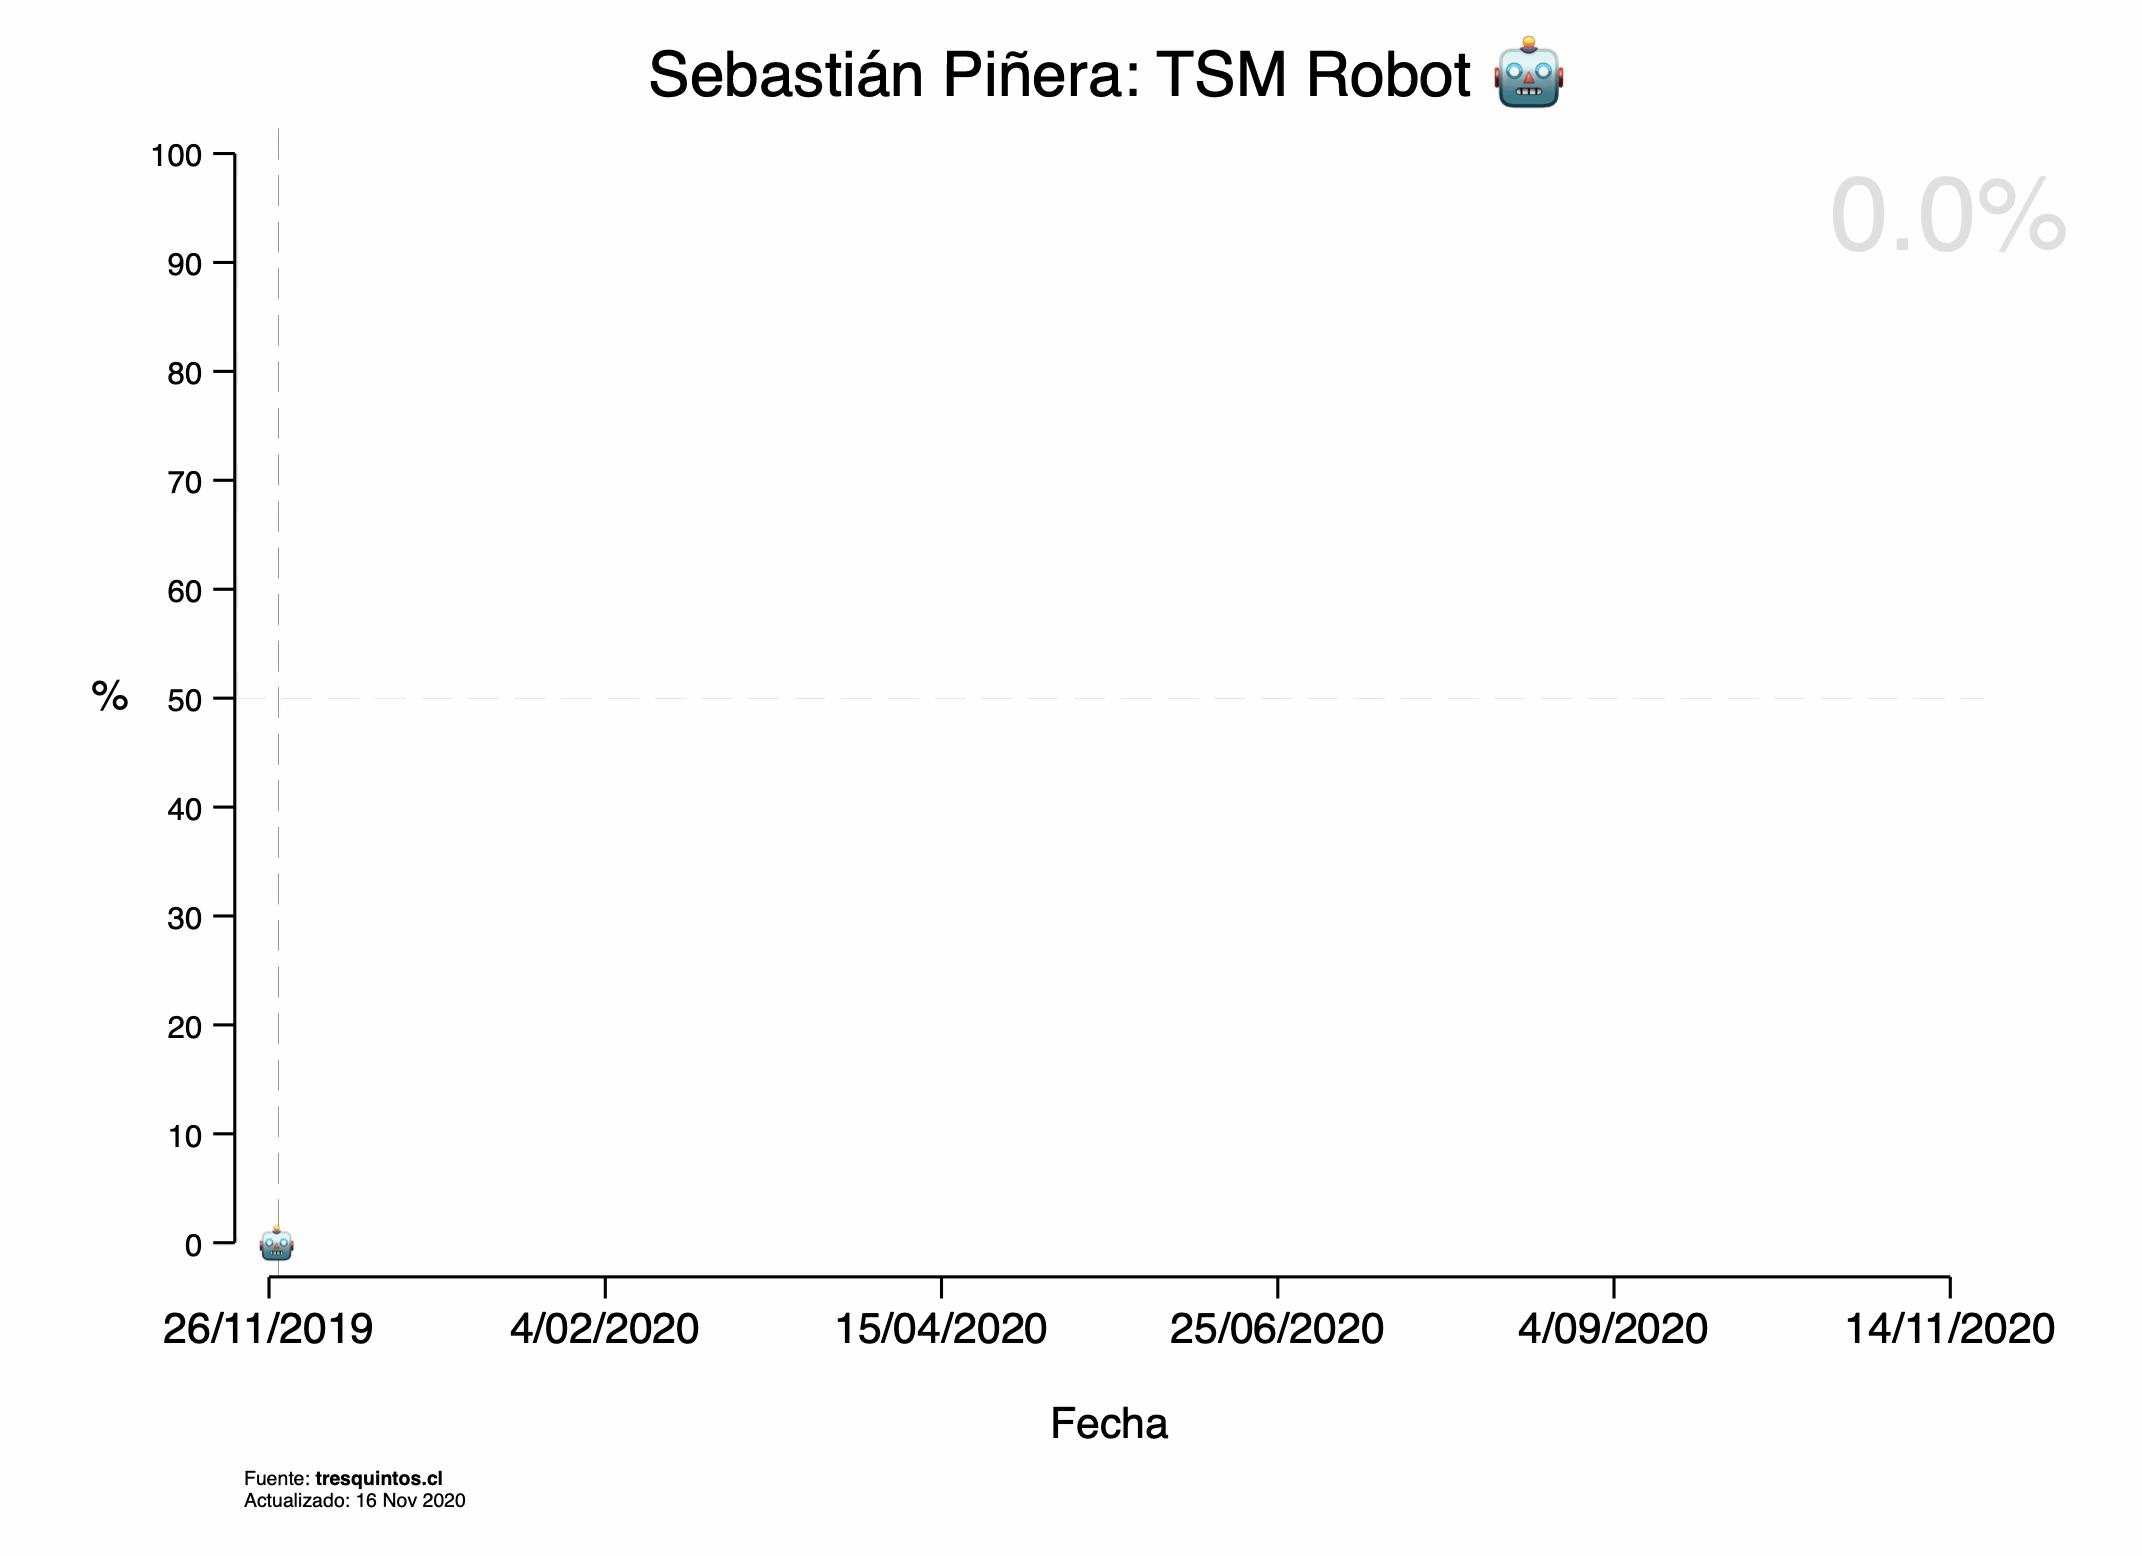 Sebastián Piñera: TSM Robot 🤖
0.0%
100
90
80
70
60
% 50
40
30
20
10
0
26/11/2019 4/02/2020 15/04/2020 25/06/2020 4/09/2020 14/11/2020
Fecha
Fuente: tresquintos.cl
Actualizado: 16 Nov 2020